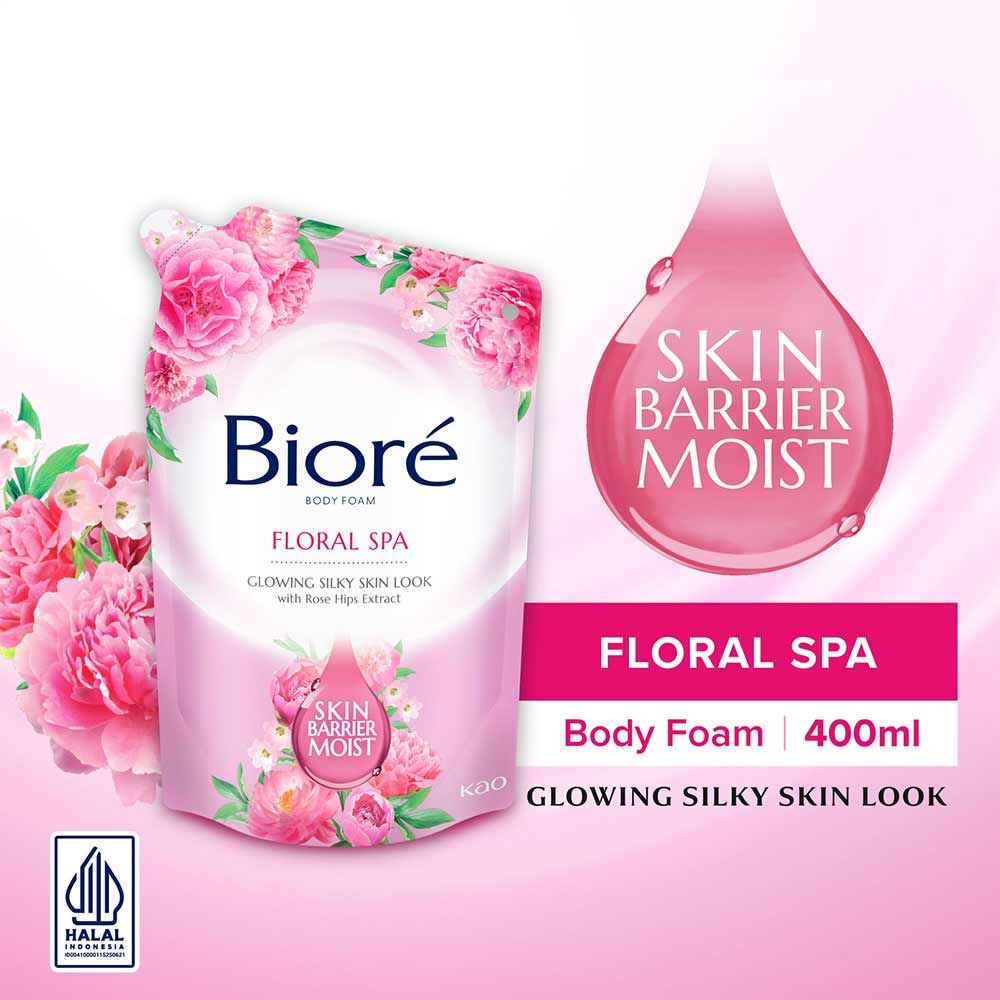 Bioré
BODY FOAM
FLORAL SPA
GLOWING SILKY SKIN LOOK
with Rose Hips Extract
SKIN
BARRIER
MOIST
Kao
SKIN
BARRIER
MOIST
FLORAL SPA
Body Foam | 400ml
GLOWING SILKY SKIN LOOK
HALAL
INDONESIA
ID00410000115250621